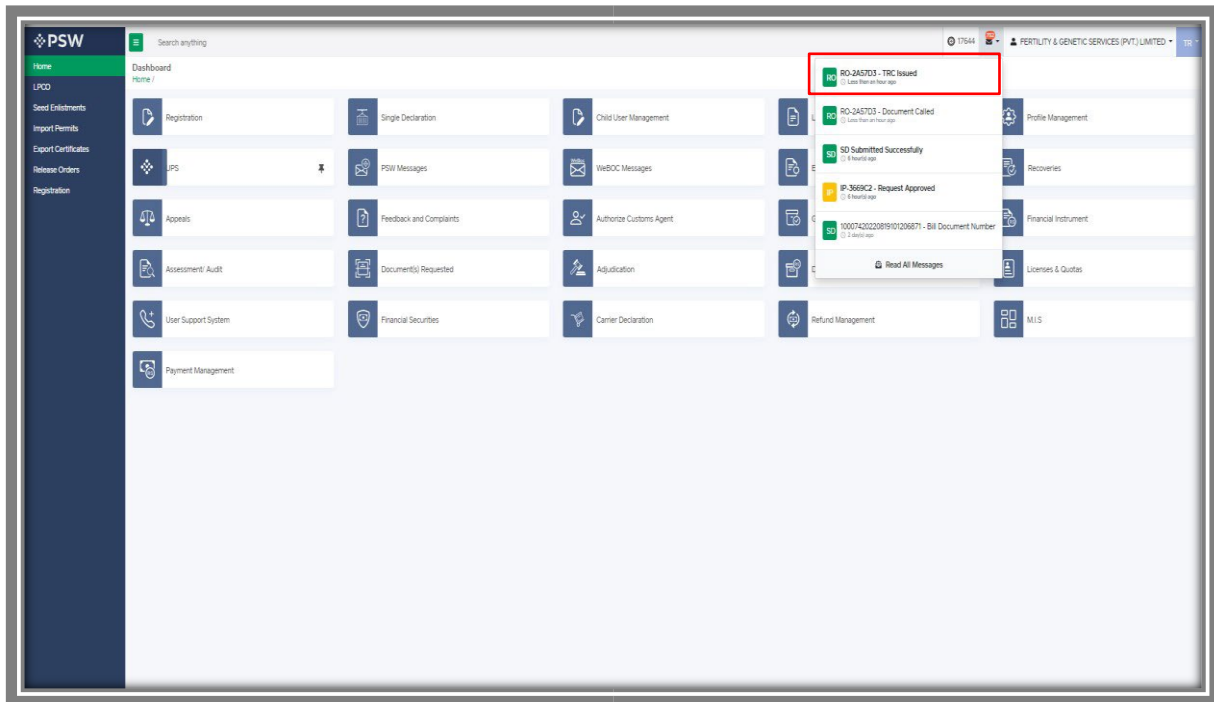 PSW
Search anything
17644
FERTILITY & GENETIC SERVICES (PVT.) LIMITED
TR
Home
LPCO
Seed Enlistments
Import Permits
Export Certificates
Release Orders
Registration
Dashboard
Home /
RO RO-2A57D3 - TRC Issued
Less than an hour ago
RO RO-2A57D3 - Document Called
Less than an hour ago
SD SD Submitted Successfully
6 hour(s) ago
IP IP-3669C2 - Request Approved
6 hour(s) ago
SD 10007420220819101206871 - Bill Document Number
2 day(s) ago
Read All Messages
Registration
Single Declaration
Child User Management
Profile Management
UPS
PSW Messages
WeBOC Messages
Recoveries
Appeals
Feedback and Complaints
Authorize Customs Agent
Financial Instrument
Assessment/ Audit
Document(s) Requested
Adjudication
Licenses & Quotas
User Support System
Financial Securities
Carrier Declaration
Refund Management
M.I.S
Payment Management